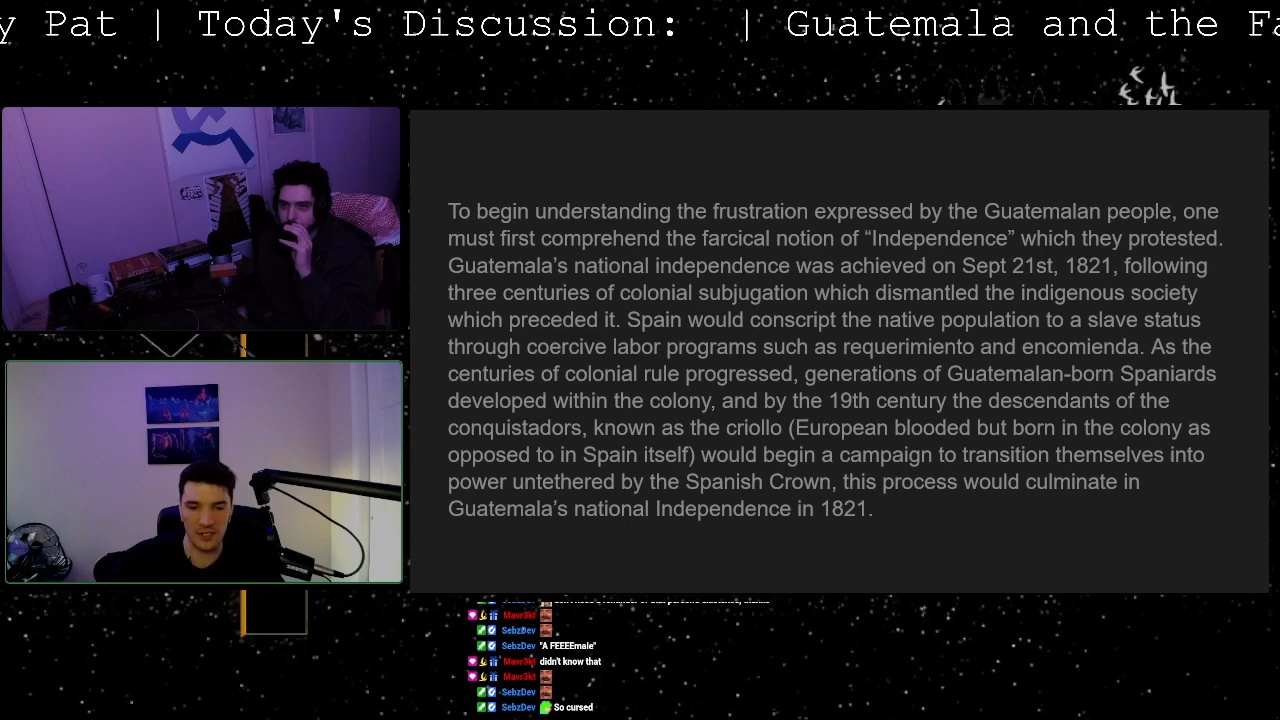 y Pat | Today's Discussion: | Guatemala and the Fa
To begin understanding the frustration expressed by the Guatemalan people, one
must first comprehend the farcical notion of “Independence” which they protested.
Guatemala’s national independence was achieved on Sept 21st, 1821, following
three centuries of colonial subjugation which dismantled the indigenous society
which preceded it. Spain would conscript the native population to a slave status
through coercive labor programs such as requerimiento and encomienda. As the
centuries of colonial rule progressed, generations of Guatemalan-born Spaniards
developed within the colony, and by the 19th century the descendants of the
conquistadors, known as the criollo (European blooded but born in the colony as
opposed to in Spain itself) would begin a campaign to transition themselves into
power untethered by the Spanish Crown, this process would culminate in
Guatemala’s national Independence in 1821.
Mavr3kt
SebzDev
SebzDev "A FEEEEmale"
Mavr3kt didn't know that
Mavr3kt
SebzDev
SebzDev So cursed